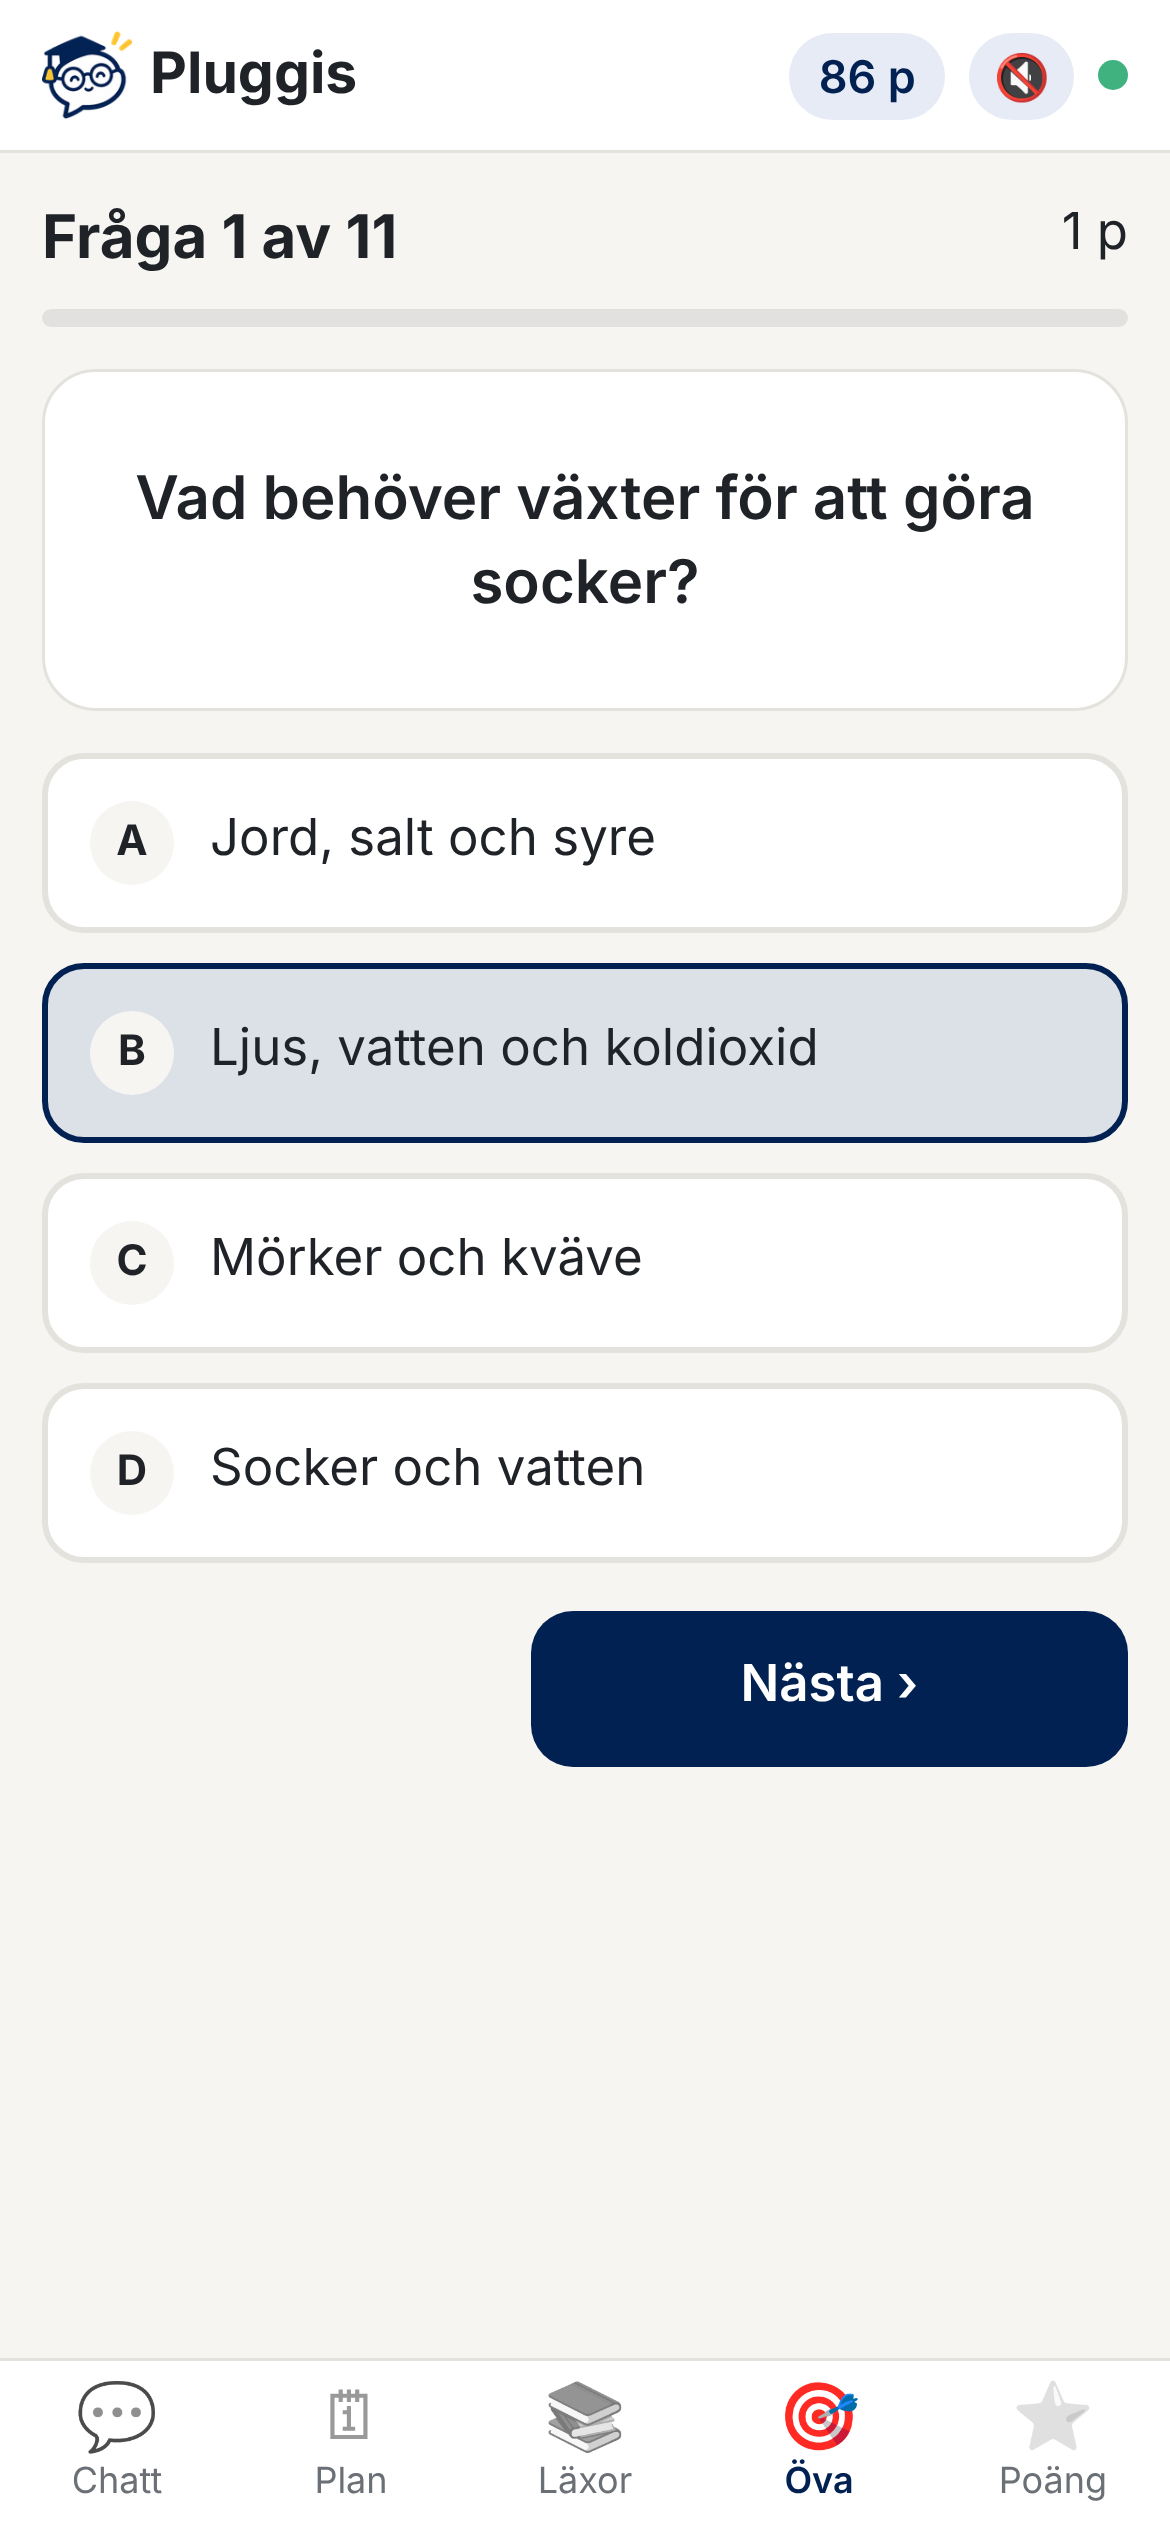 Pluggis
86 p
Fråga 1 av 11
1 p
Vad behöver växter för att göra
socker?
A
Jord, salt och syre
B
Ljus, vatten och koldioxid
C
Mörker och kväve
D
Socker och vatten
Nästa ›
1
Chatt
Plan
Läxor
Öva
Poäng